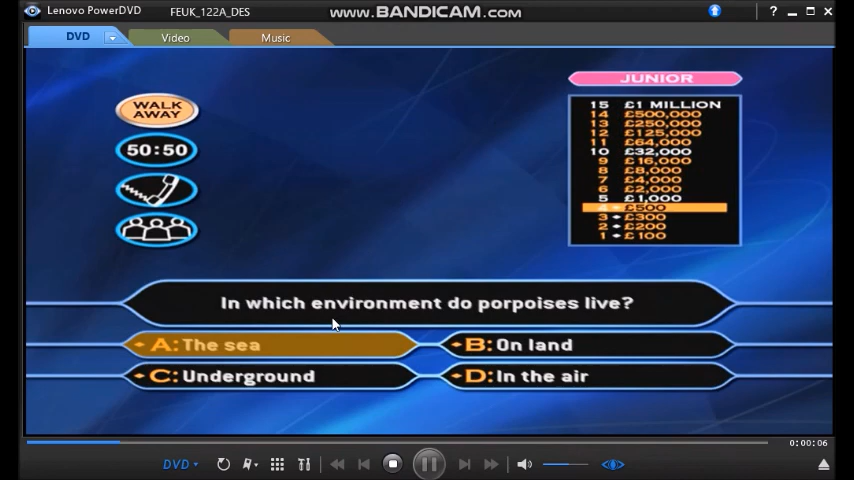 Lenovo PowerDVD
FEUK_122A_DES
www.BANDICAM.com
?
DVD
Video
Music
WALK AWAY
50:50
JUNIOR
15 £1 MILLION
14 £500,000
13 £250,000
12 £125,000
11 £64,000
10 £32,000
9 £16,000
8 £8,000
7 £4,000
6 £2,000
5 £1,000
4 £500
3 £300
2 £200
1 £100
In which environment do porpoises live?
A: The sea
B: On land
C: Underground
D: In the air
0:00:06
DVD